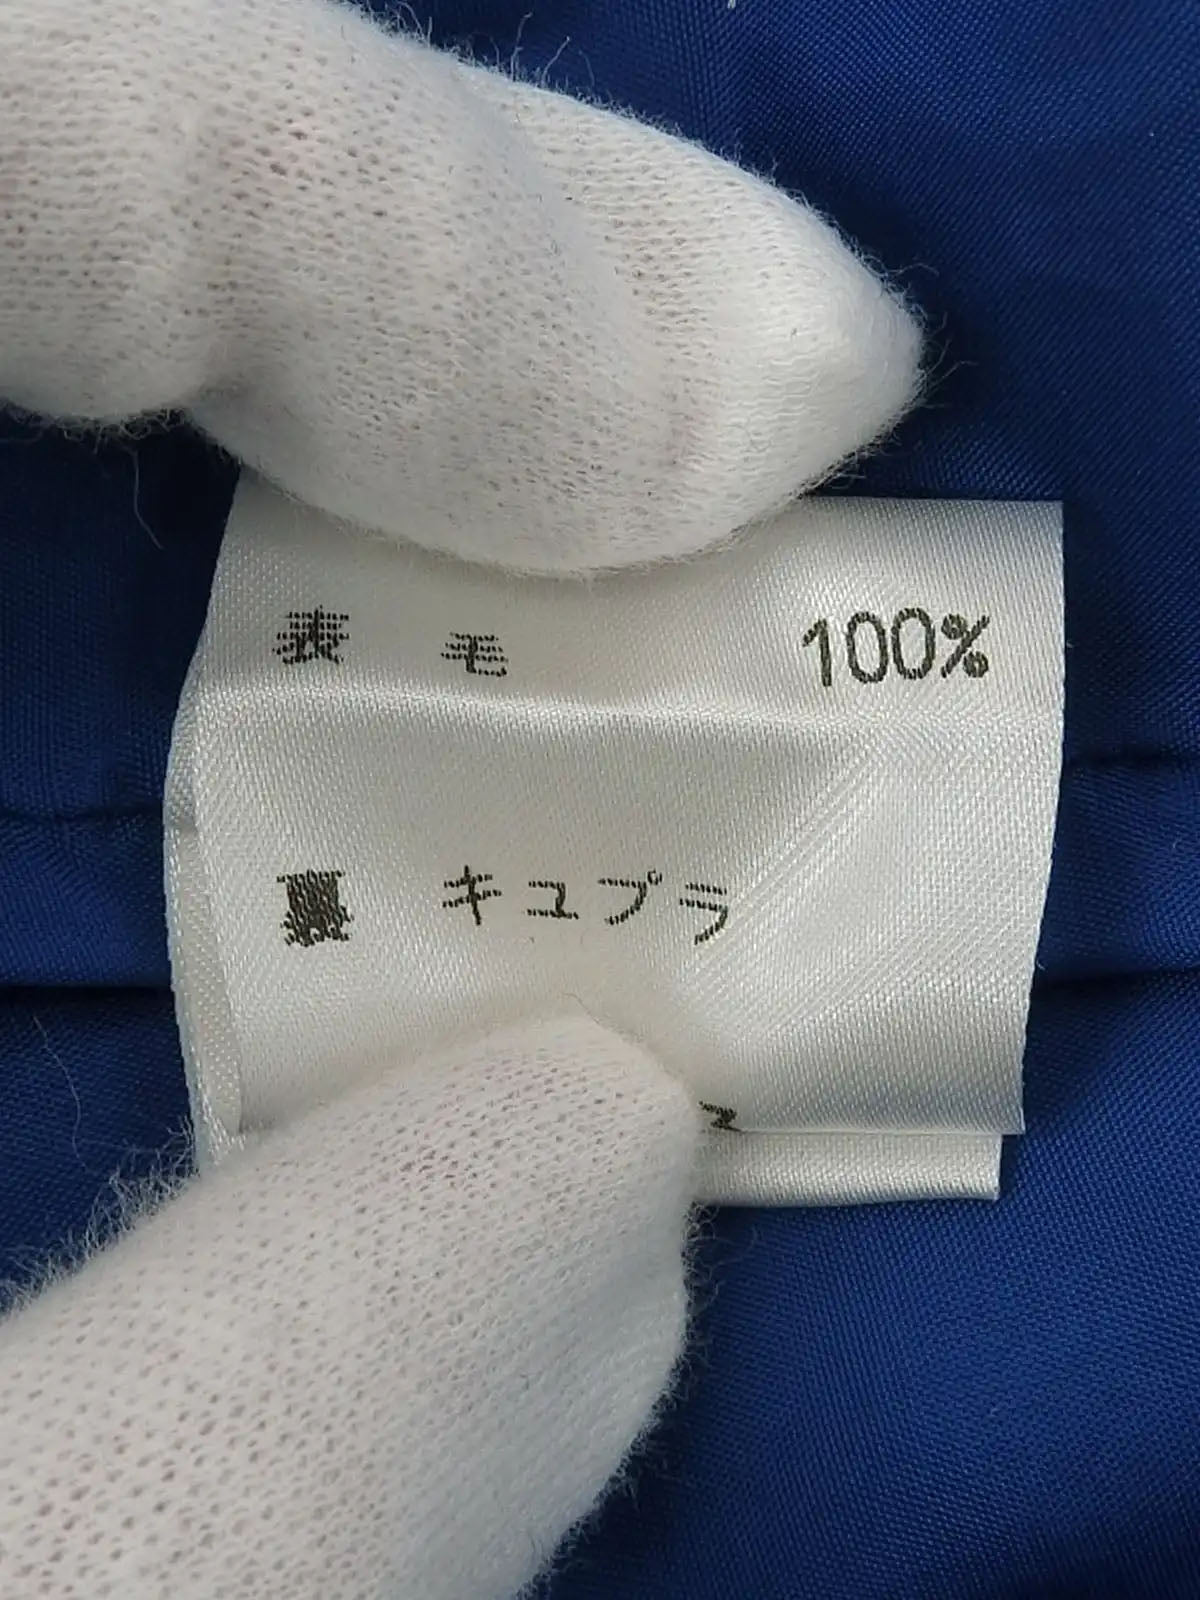 表 毛 100%
裏 キュプラ